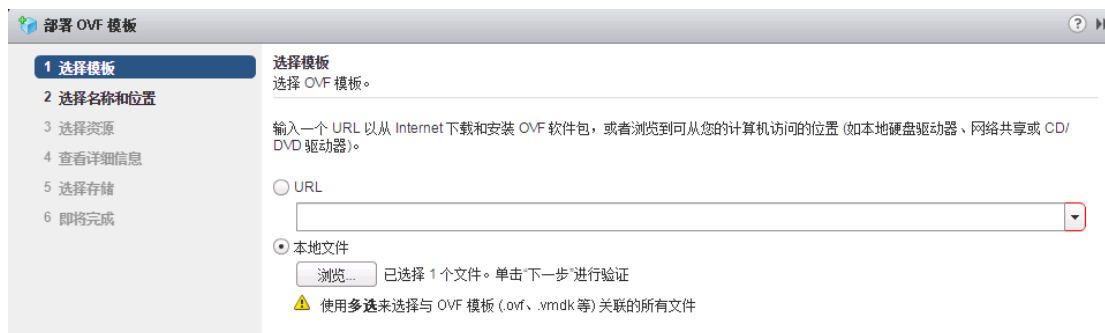 部署 OVF 模板
1 选择模板
2 选择名称和位置
3 选择资源
4 查看详细信息
5 选择存储
6 即将完成
选择模板
选择 OVF 模板。
输入一个 URL 以从 Internet 下载和安装 OVF 软件包，或者浏览到可从您的计算机访问的位置 (如本地硬盘驱动器、网络共享或 CD/
DVD 驱动器)。
URL
本地文件
浏览... 已选择 1 个文件。单击“下一步”进行验证
使用多选来选择与 OVF 模板 (.ovf、.vmdk 等) 关联的所有文件